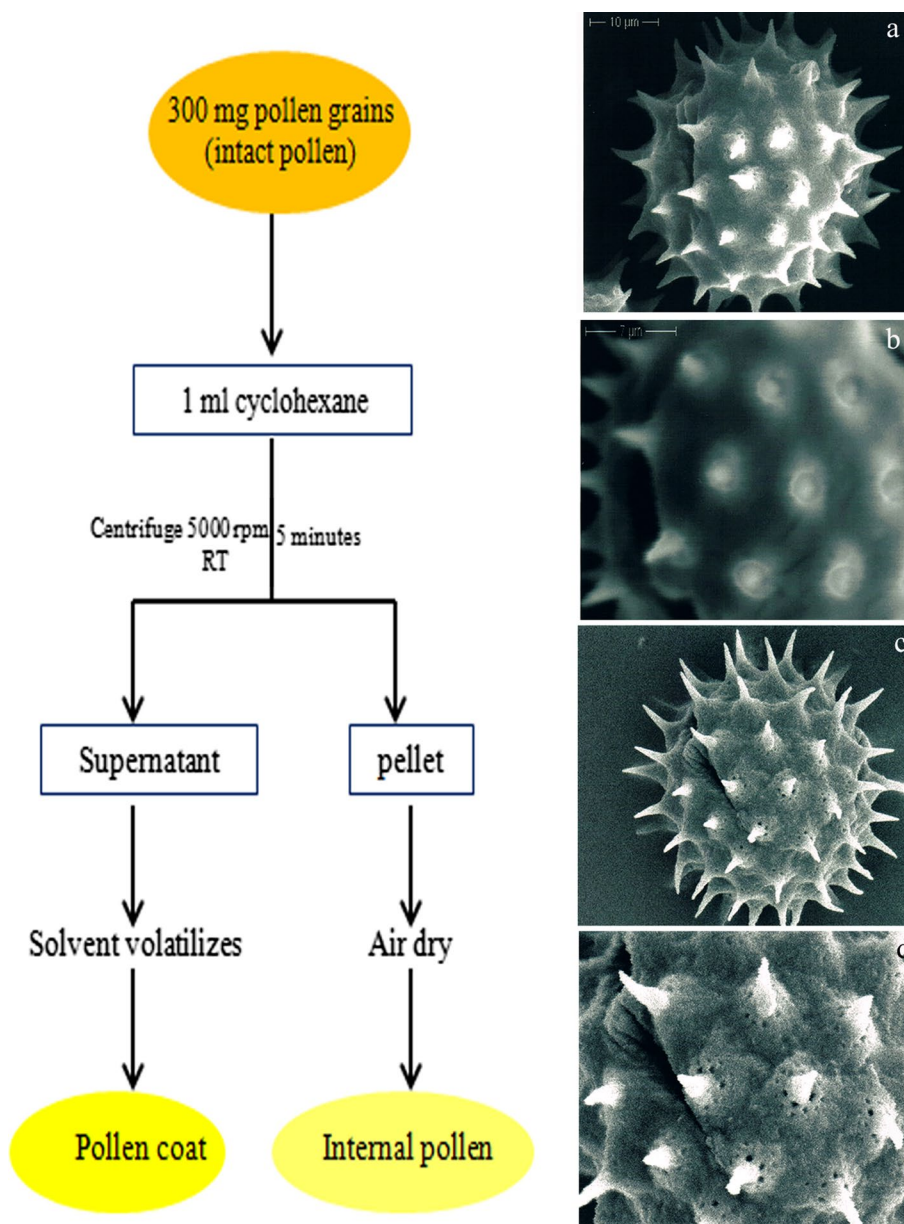 300 mg pollen grains
(intact pollen)
1 ml cyclohexane
Centrifuge 5000 rpm
RT
5 minutes
Supernatant
pellet
Solvent volatilizes
Air dry
Pollen coat
Internal pollen
10 µm
a
7 µm
b
c